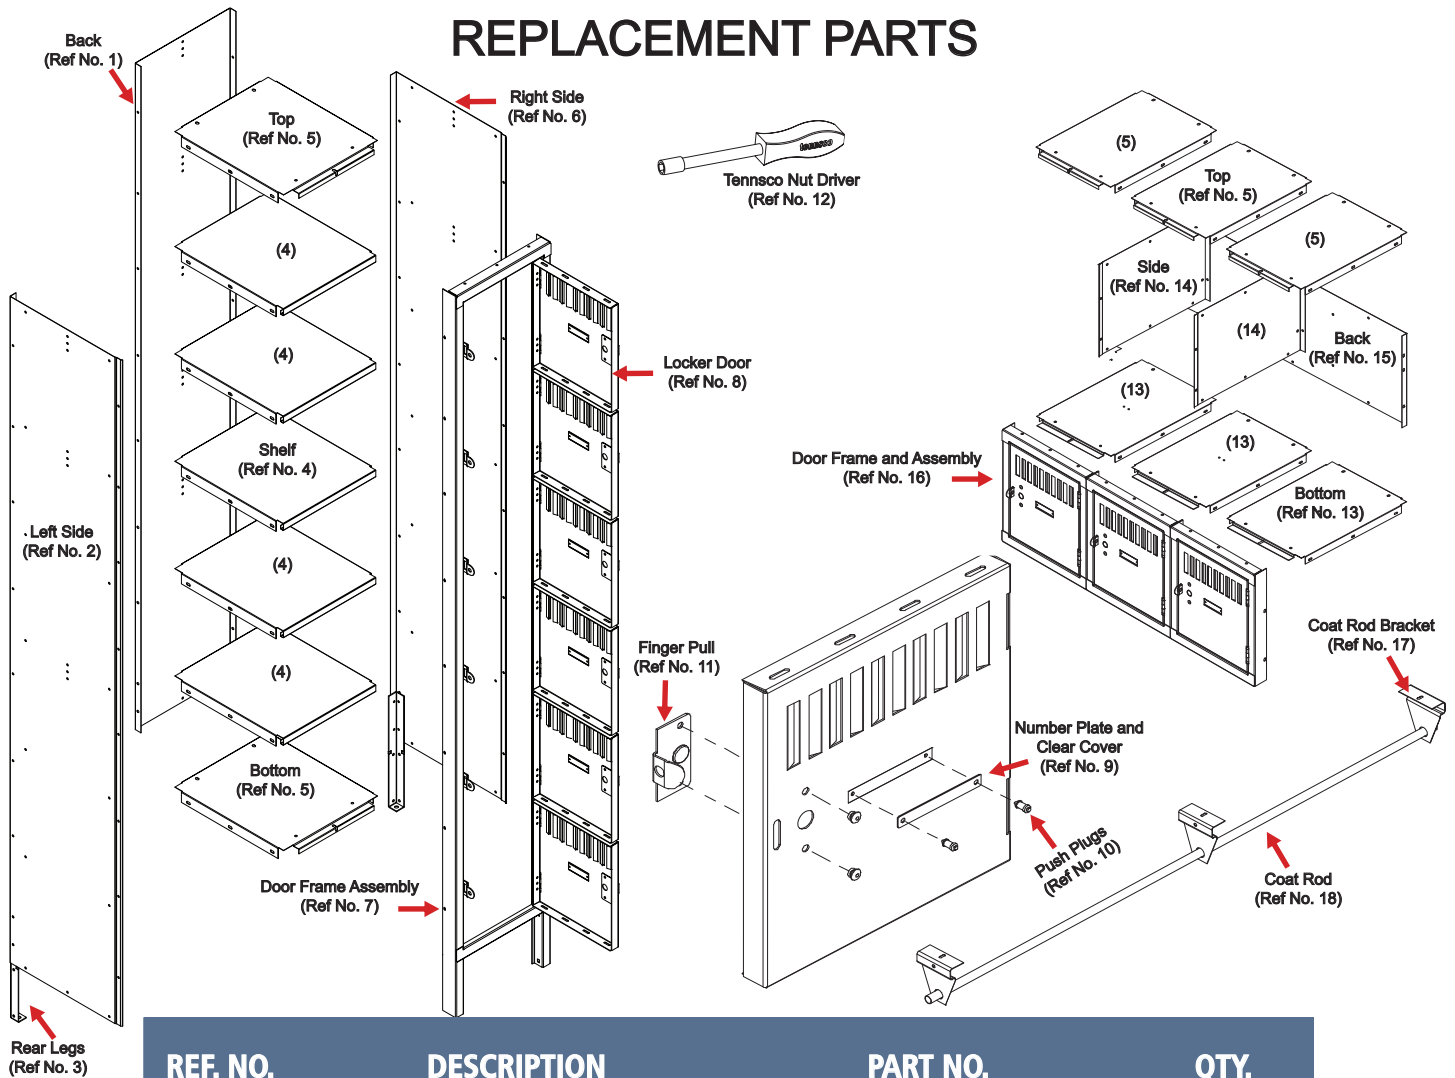 REPLACEMENT PARTS
Back
(Ref No. 1)
Top
(Ref No. 5)
Right Side
(Ref No. 6)
tennsco
Tennsco Nut Driver
(Ref No. 12)
(5)
Top
(Ref No. 5)
(5)
(4)
Side
(Ref No. 14)
(14)
Back
(Ref No. 15)
(4)
Locker Door
(Ref No. 8)
(13)
Shelf
(Ref No. 4)
(13)
Door Frame and Assembly
(Ref No. 16)
Bottom
(Ref No. 13)
Left Side
(Ref No. 2)
(4)
Finger Pull
(Ref No. 11)
Coat Rod Bracket
(Ref No. 17)
(4)
Number Plate and
Clear Cover
(Ref No. 9)
Bottom
(Ref No. 5)
Push Plugs
(Ref No. 10)
Door Frame Assembly
(Ref No. 7)
Coat Rod
(Ref No. 18)
Rear Legs
(Ref No. 3)
REF. NO. DESCRIPTION PART NO. QTY.